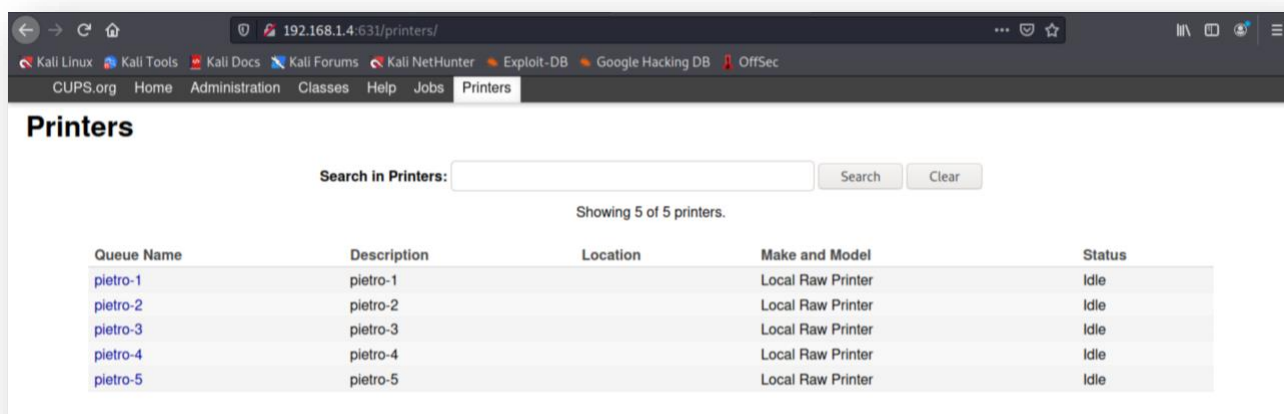 192.168.1.4:631/printers/
Kali Linux Kali Tools Kali Docs Kali Forums Kali NetHunter Exploit-DB Google Hacking DB OffSec
CUPS.org Home Administration Classes Help Jobs Printers
Printers
Search in Printers: Search Clear
Showing 5 of 5 printers.
Queue Name Description Location Make and Model Status
pietro-1 pietro-1 Local Raw Printer Idle
pietro-2 pietro-2 Local Raw Printer Idle
pietro-3 pietro-3 Local Raw Printer Idle
pietro-4 pietro-4 Local Raw Printer Idle
pietro-5 pietro-5 Local Raw Printer Idle